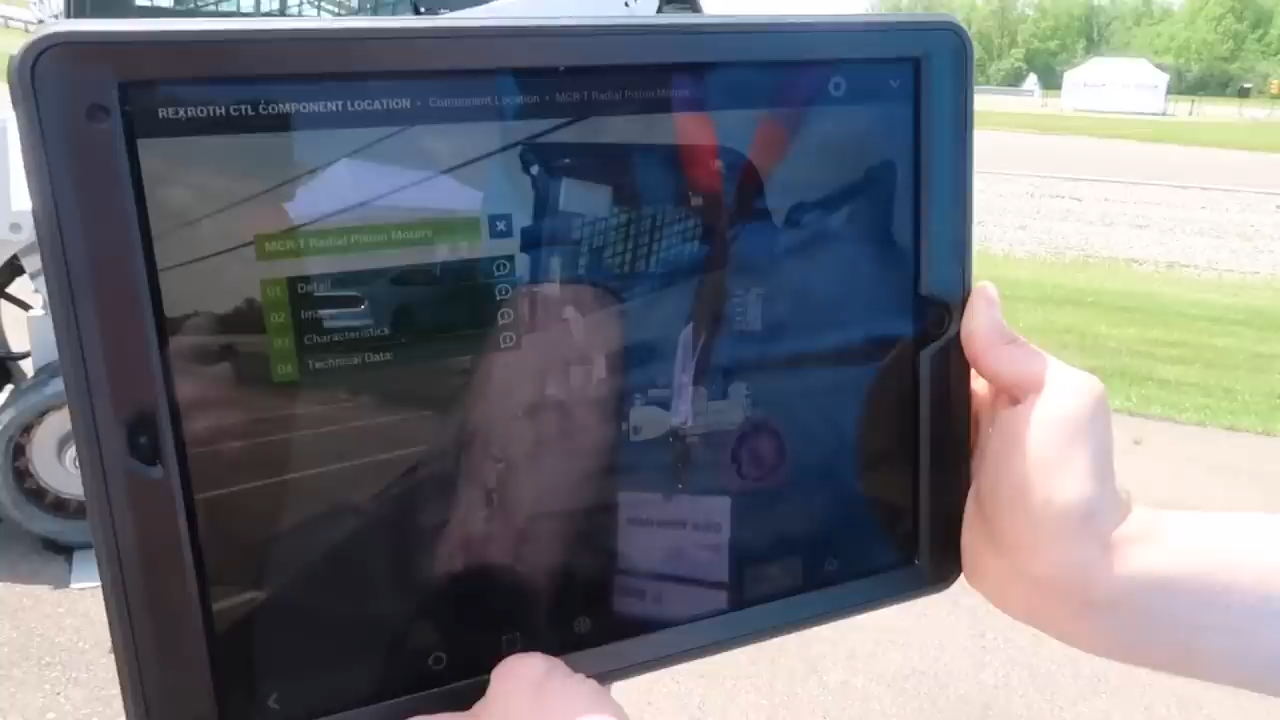 REXROTH CTL COMPONENT LOCATION • Component Location • MCR-T Radial Piston Motors
MCR-T Radial Piston Motors
01 Detail
02
03 Characteristics
04 Technical Data: